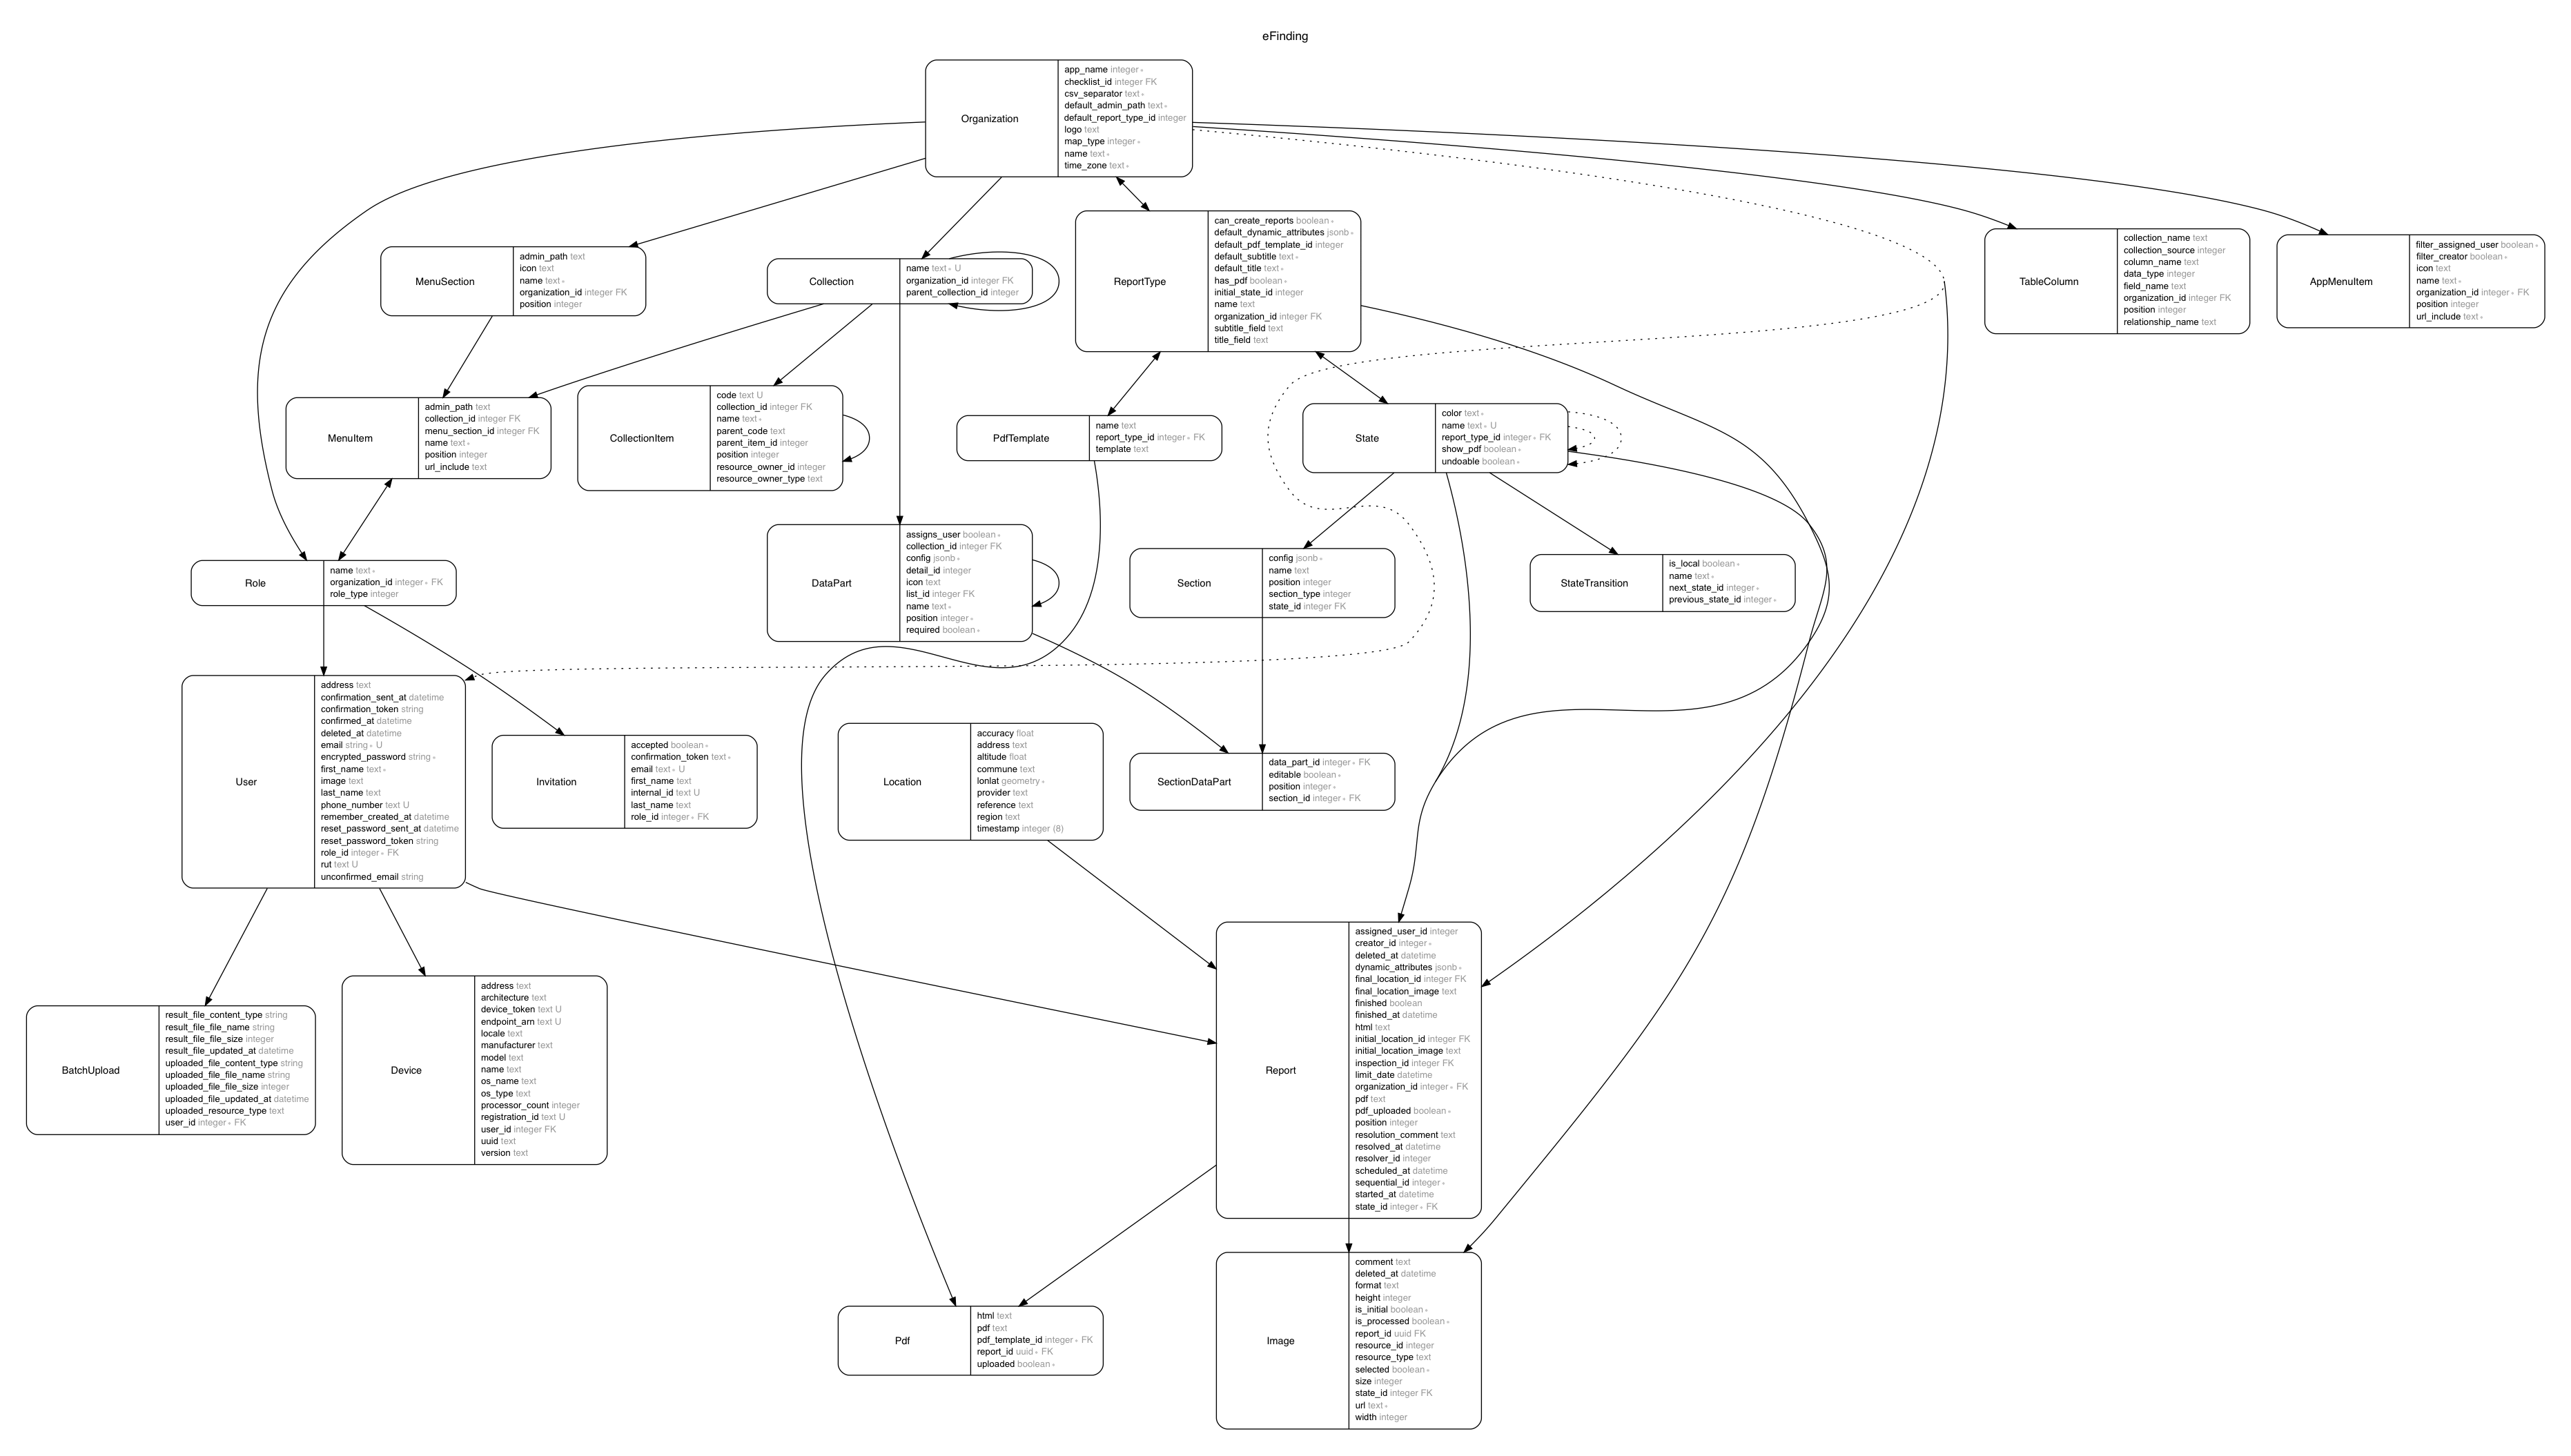 eFinding
Organization
app_name integer ∗
checklist_id integer FK
csv_separator text ∗
default_admin_path text ∗
default_report_type_id integer
logo text
map_type integer ∗
name text ∗
time_zone text ∗
MenuSection
admin_path text
icon text
name text ∗
organization_id integer FK
position integer
Collection
name text ∗ U
organization_id integer FK
parent_collection_id integer
ReportType
can_create_reports boolean ∗
default_dynamic_attributes jsonb ∗
default_pdf_template_id integer
default_subtitle text ∗
default_title text ∗
has_pdf boolean ∗
initial_state_id integer
name text
organization_id integer FK
subtitle_field text
title_field text
TableColumn
collection_name text
collection_source integer
column_name text
data_type integer
field_name text
organization_id integer FK
position integer
relationship_name text
AppMenuItem
filter_assigned_user boolean ∗
filter_creator boolean ∗
icon text
name text ∗
organization_id integer ∗ FK
position integer
url_include text ∗
MenuItem
admin_path text
collection_id integer FK
menu_section_id integer FK
name text ∗
position integer
url_include text
CollectionItem
code text U
collection_id integer FK
name text ∗
parent_code text
parent_item_id integer
position integer
resource_owner_id integer
resource_owner_type text
PdfTemplate
name text
report_type_id integer ∗ FK
template text
State
color text ∗
name text ∗ U
report_type_id integer ∗ FK
show_pdf boolean ∗
undoable boolean ∗
Role
name text ∗
organization_id integer ∗ FK
role_type integer
DataPart
assigns_user boolean ∗
collection_id integer FK
config jsonb ∗
detail_id integer
icon text
list_id integer FK
name text ∗
position integer ∗
required boolean ∗
Section
config jsonb ∗
name text
position integer
section_type integer
state_id integer FK
StateTransition
is_local boolean ∗
name text ∗
next_state_id integer ∗
previous_state_id integer ∗
User
address text
confirmation_sent_at datetime
confirmation_token string
confirmed_at datetime
deleted_at datetime
email string ∗ U
encrypted_password string ∗
first_name text ∗
image text
last_name text
phone_number text U
remember_created_at datetime
reset_password_sent_at datetime
reset_password_token string
role_id integer ∗ FK
rut text U
unconfirmed_email string
Invitation
accepted boolean ∗
confirmation_token text ∗
email text ∗ U
first_name text
internal_id text U
last_name text
role_id integer ∗ FK
Location
accuracy float
address text
altitude float
commune text
lonlat geometry ∗
provider text
reference text
region text
timestamp integer (8)
SectionDataPart
data_part_id integer ∗ FK
editable boolean ∗
position integer ∗
section_id integer ∗ FK
BatchUpload
result_file_content_type string
result_file_file_name string
result_file_file_size integer
result_file_updated_at datetime
uploaded_file_content_type string
uploaded_file_file_name string
uploaded_file_file_size integer
uploaded_file_updated_at datetime
uploaded_resource_type text
user_id integer ∗ FK
Device
address text
architecture text
device_token text U
endpoint_arn text U
locale text
manufacturer text
model text
name text
os_name text
os_type text
processor_count integer
registration_id text U
user_id integer FK
uuid text
version text
Report
assigned_user_id integer
creator_id integer ∗
deleted_at datetime
dynamic_attributes jsonb ∗
final_location_id integer FK
final_location_image text
finished boolean
finished_at datetime
html text
initial_location_id integer FK
initial_location_image text
inspection_id integer FK
limit_date datetime
organization_id integer ∗ FK
pdf text
pdf_uploaded boolean ∗
position integer
resolution_comment text
resolved_at datetime
resolver_id integer
scheduled_at datetime
sequential_id integer ∗
started_at datetime
state_id integer ∗ FK
Pdf
html text
pdf text
pdf_template_id integer ∗ FK
report_id uuid ∗ FK
uploaded boolean ∗
Image
comment text
deleted_at datetime
format text
height integer
is_initial boolean ∗
is_processed boolean ∗
report_id uuid FK
resource_id integer
resource_type text
selected boolean ∗
size integer
state_id integer FK
url text ∗
width integer